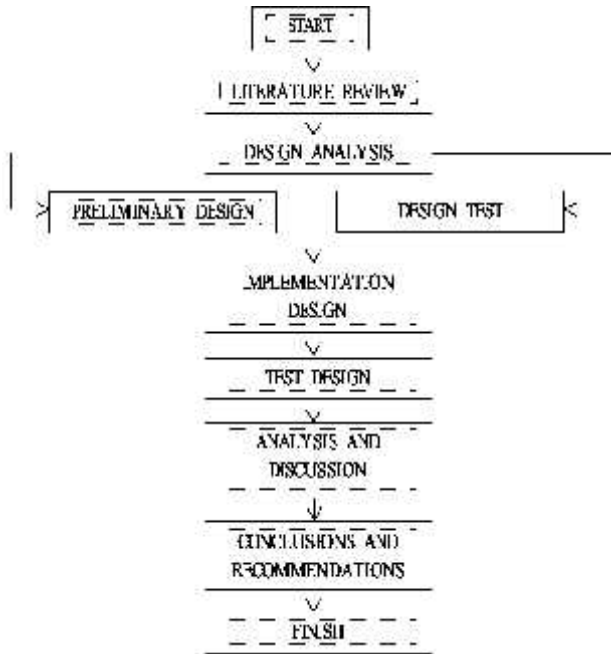 START
LITERATURE REVIEW
DESIGN ANALYSIS
PRELIMINARY DESIGN
DESIGN TEST
IMPLEMENTATION
DESIGN
TEST DESIGN
ANALYSIS AND
DISCUSSION
CONCLUSIONS AND
RECOMMENDATIONS
FINISH